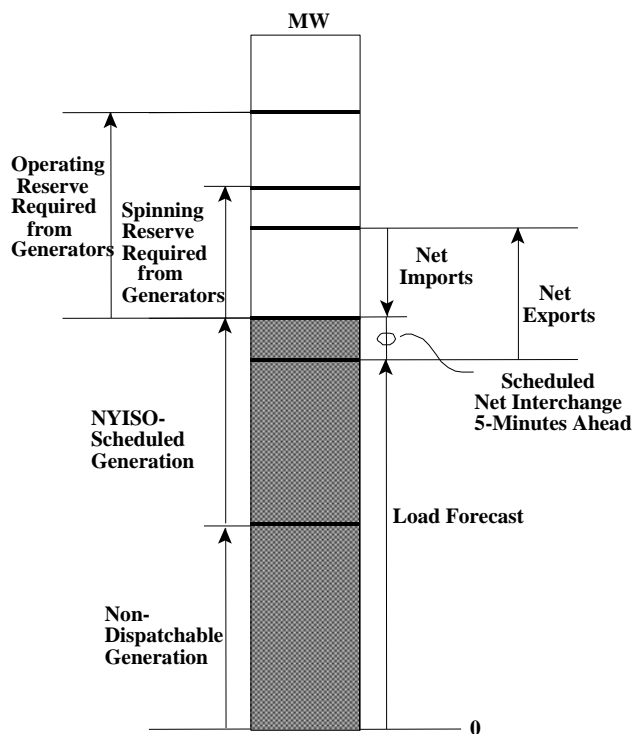 MW
Operating
Reserve
Required
from
Generators
Spinning
Reserve
Required
from
Generators
Net
Imports
Net
Exports
Scheduled
Net Interchange
5-Minutes Ahead
NYISO-
Scheduled
Generation
Load Forecast
Non-
Dispatchable
Generation
0